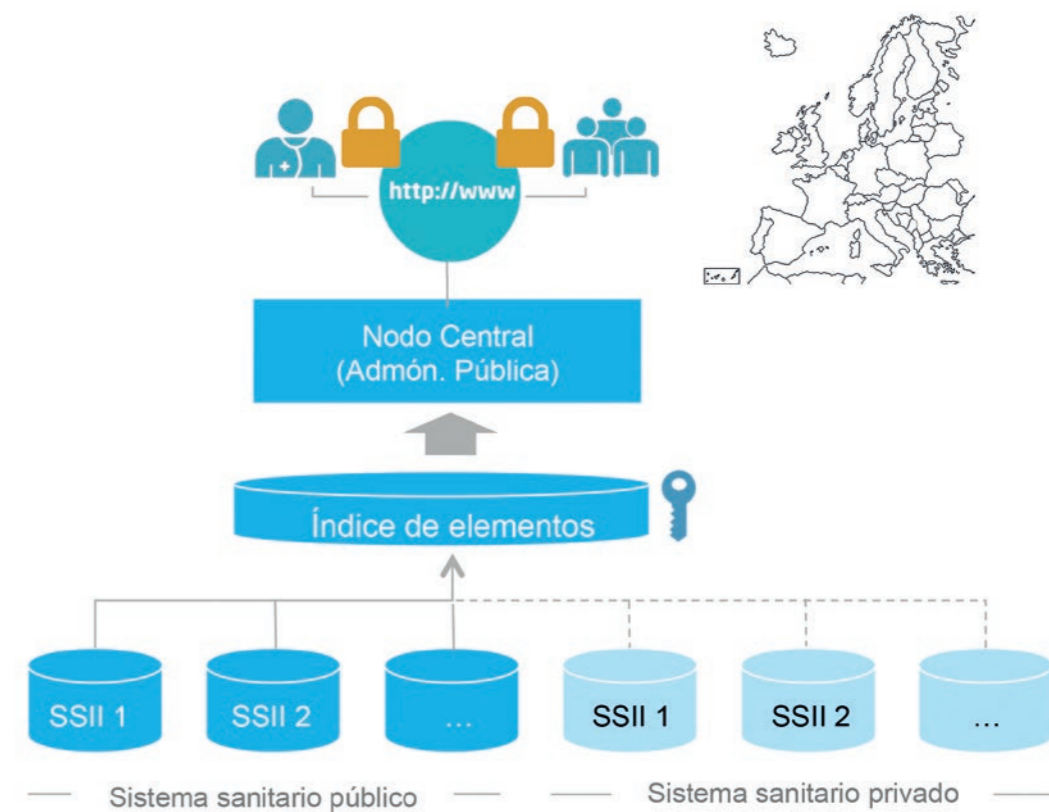 http://www
Nodo Central
(Admón. Pública)
Índice de elementos
SSII 1
SSII 2
...
SSII 1
SSII 2
...
Sistema sanitario público
Sistema sanitario privado